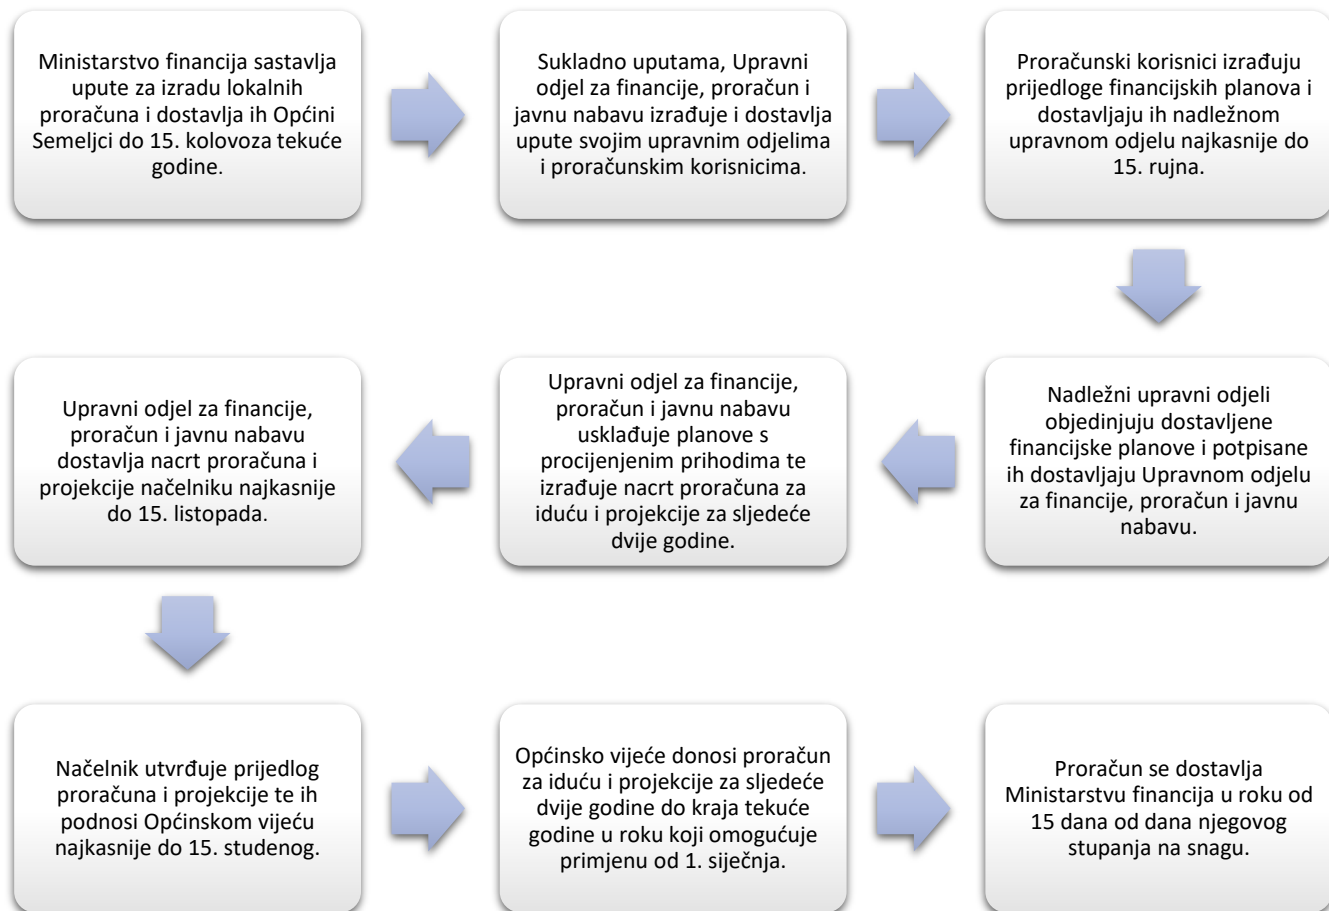 Ministarstvo financija sastavlja
upute za izradu lokalnih
proračuna i dostavlja ih Općini
Semeljci do 15. kolovoza tekuće
godine.
Sukladno uputama, Upravni
odjel za financije, proračun i
javnu nabavu izrađuje i dostavlja
upute svojim upravnim odjelima
i proračunskim korisnicima.
Proračunski korisnici izrađuju
prijedloge financijskih planova i
dostavljaju ih nadležnom
upravnom odjelu najkasnije do
15. rujna.
Nadležni upravni odjeli
objedinjuju dostavljene
financijske planove i potpisane
ih dostavljaju Upravnom odjelu
za financije, proračun i javnu
nabavu.
Upravni odjel za financije,
proračun i javnu nabavu
usklađuje planove s
procijenjenim prihodima te
izrađuje nacrt proračuna za
iduću i projekcije za sljedeće
dvije godine.
Upravni odjel za financije,
proračun i javnu nabavu
dostavlja nacrt proračuna i
projekcije načelniku najkasnije
do 15. listopada.
Načelnik utvrđuje prijedlog
proračuna i projekcije te ih
podnosi Općinskom vijeću
najkasnije do 15. studenog.
Općinsko vijeće donosi proračun
za iduću i projekcije za sljedeće
dvije godine do kraja tekuće
godine u roku koji omogućuje
primjenu od 1. siječnja.
Proračun se dostavlja
Ministarstvu financija u roku od
15 dana od dana njegovog
stupanja na snagu.